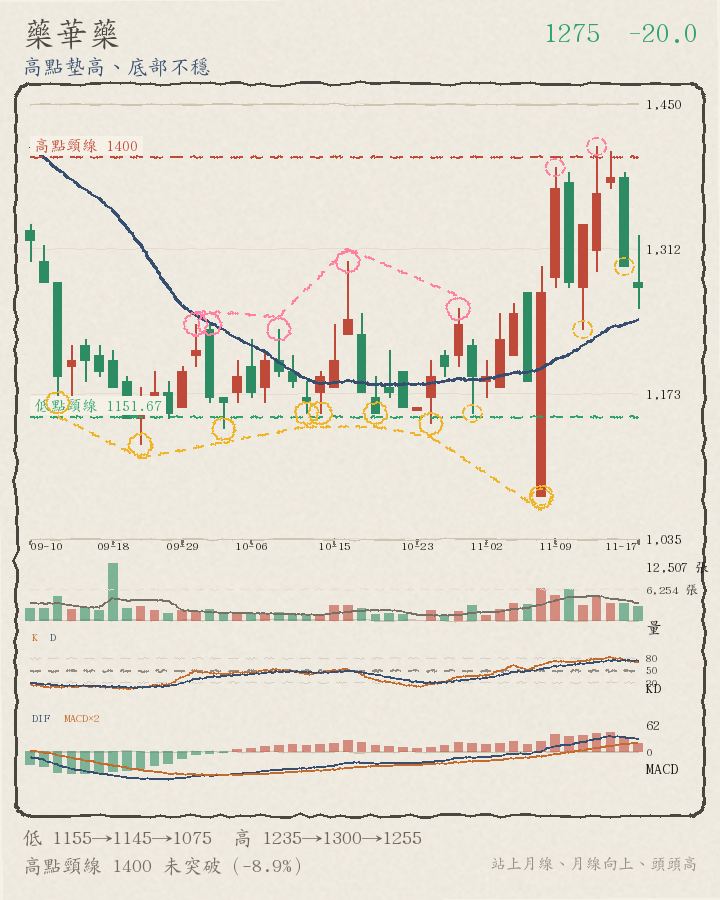 藥華藥
1275 -20.0
高點墊高、底部不穩
1,450
高點頸線 1400
1,312
1,173
低點頸線 1151.67
1,035
09-10 09-18 09-29 10-06 10-15 10-23 11-02 11-09 11-17
12,507 張
6,254 張
量
K D
80
50
20
KD
DIF MACD×2
62
0
MACD
低 1155→1145→1075 高 1235→1300→1255
高點頸線 1400 未突破 (-8.9%)
站上月線、月線向上、頭頭高